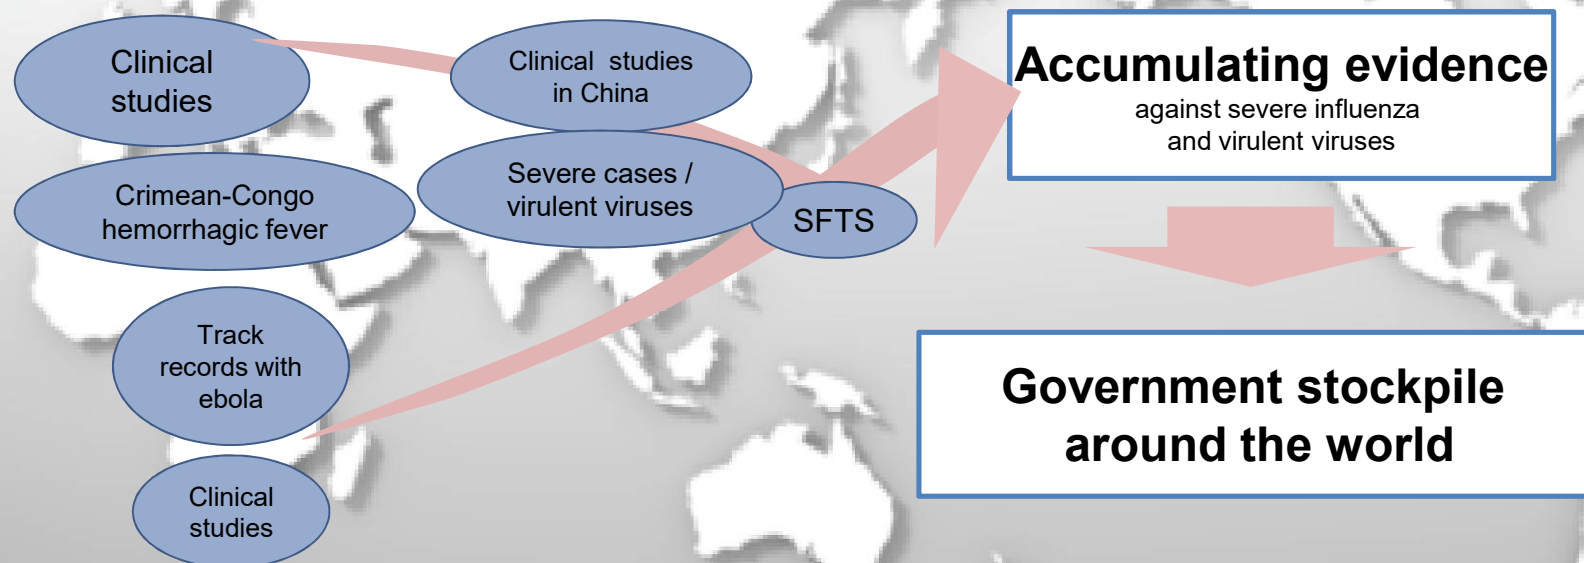 Clinical
studies
Clinical studies
in China
Accumulating evidence
against severe influenza
and virulent viruses
Crimean-Congo
hemorrhagic fever
Severe cases /
virulent viruses
SFTS
Track
records with
ebola
Government stockpile
around the world
Clinical
studies